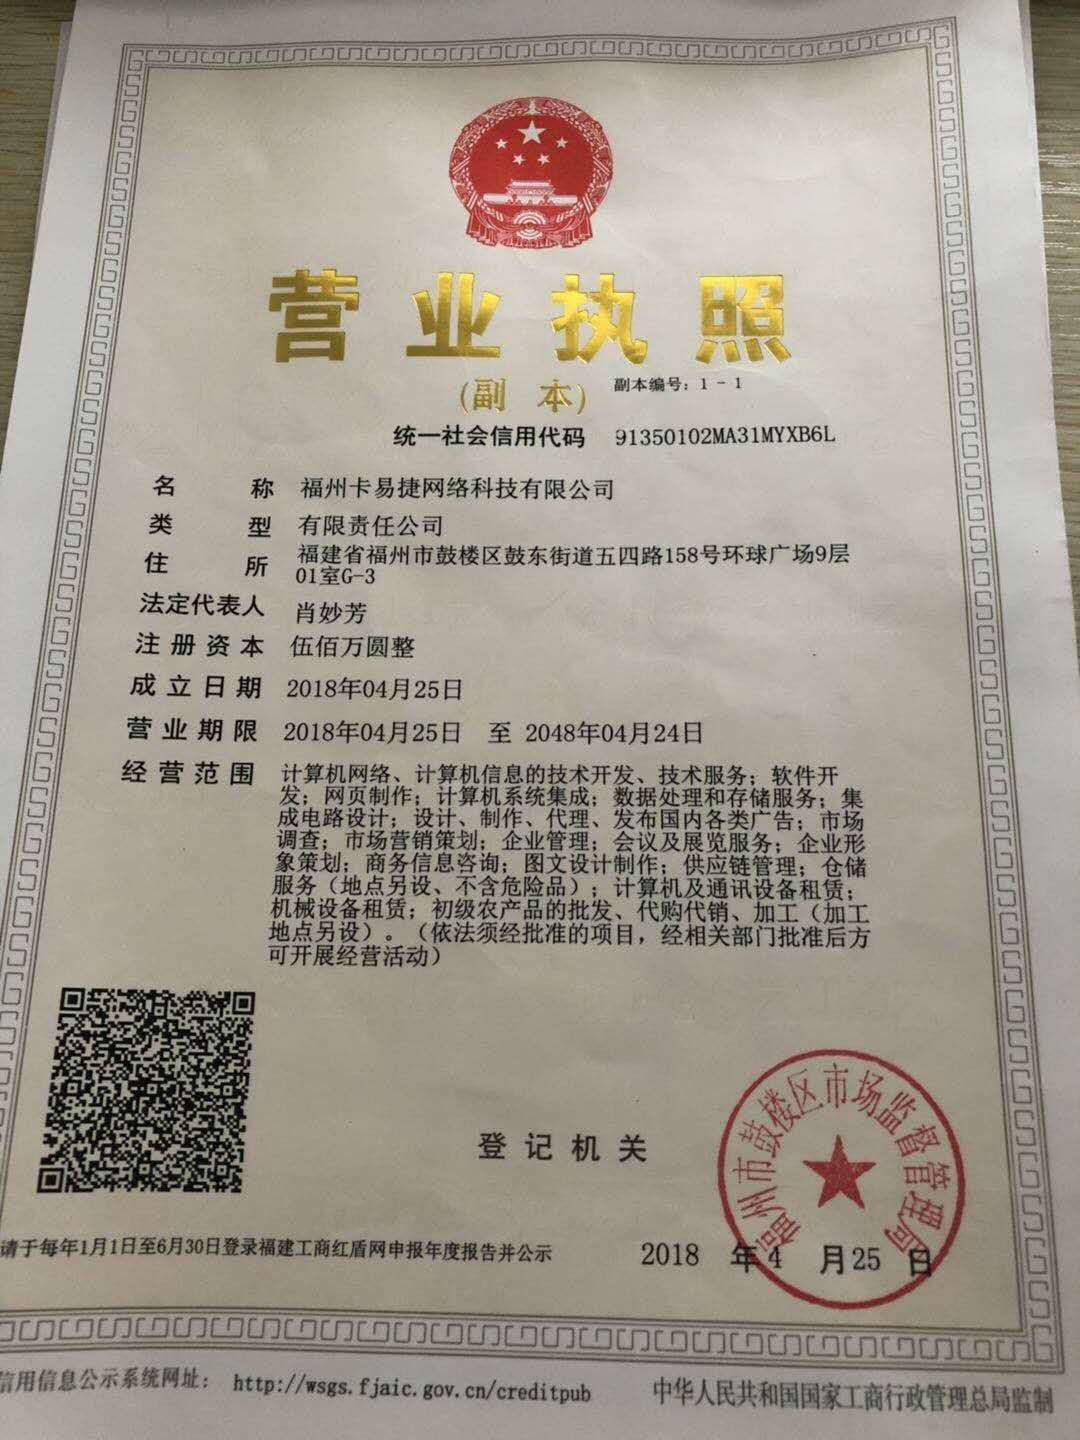 营业执照
(副 本) 副本编号：1 - 1
统一社会信用代码 91350102MA31MYXB6L
名 称 福州卡易捷网络科技有限公司
类 型 有限责任公司
住 所 福建省福州市鼓楼区鼓东街道五四路158号环球广场9层
01室G-3
法定代表人 肖妙芳
注册资本 伍佰万圆整
成立日期 2018年04月25日
营业期限 2018年04月25日 至 2048年04月24日
经营范围 计算机网络、计算机信息的技术开发、技术服务；软件开
发；网页制作；计算机系统集成；数据处理和存储服务；集
成电路设计；设计、制作、代理、发布国内各类广告；市场
调查；市场营销策划；企业管理；会议及展览服务；企业形
象策划；商务信息咨询；图文设计制作；供应链管理；仓储
服务（地点另设、不含危险品）；计算机及通讯设备租赁；
机械设备租赁；初级农产品的批发、代购代销、加工（加工
地点另设）。（依法须经批准的项目，经相关部门批准后方
可开展经营活动）
登记机关
福州市鼓楼区市场监督管理局
请于每年1月1日至6月30日登录福建工商红盾网申报年度报告并公示
2018 年 4 月 25 日
信用信息公示系统网址： http://wsgs.fjaic.gov.cn/creditpub
中华人民共和国国家工商行政管理总局监制